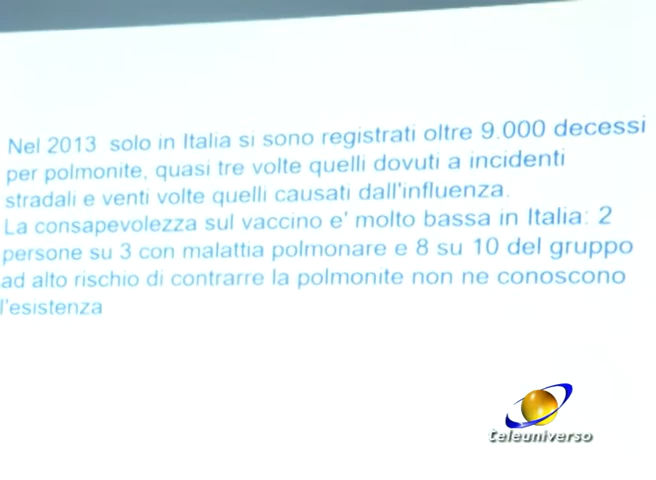 Nel 2013 solo in Italia si sono registrati oltre 9.000 decessi
per polmonite, quasi tre volte quelli dovuti a incidenti
stradali e venti volte quelli causati dall'influenza.
La consapevolezza sul vaccino e' molto bassa in Italia: 2
persone su 3 con malattia polmonare e 8 su 10 del gruppo
ad alto rischio di contrarre la polmonite non ne conoscono
l'esistenza
teleuniverso